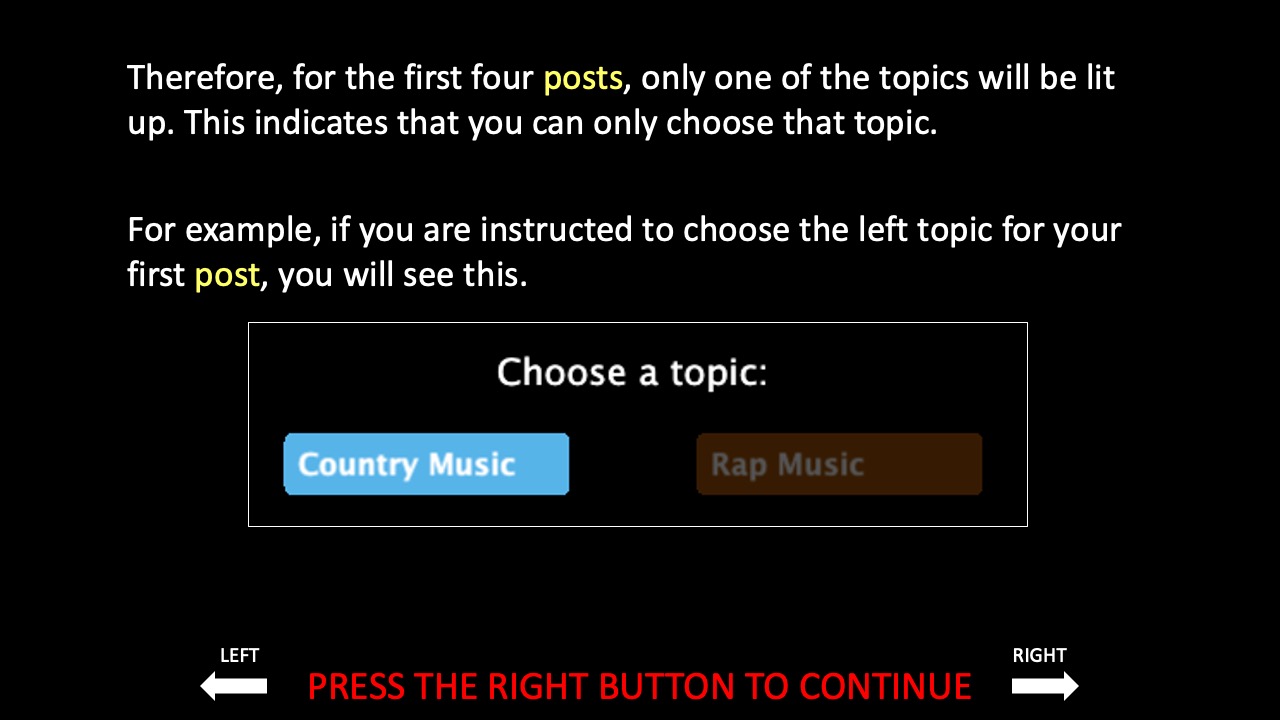 Therefore, for the first four posts, only one of the topics will be lit
up. This indicates that you can only choose that topic.
For example, if you are instructed to choose the left topic for your
first post, you will see this.
Choose a topic:
Country Music
Rap Music
LEFT
RIGHT
PRESS THE RIGHT BUTTON TO CONTINUE